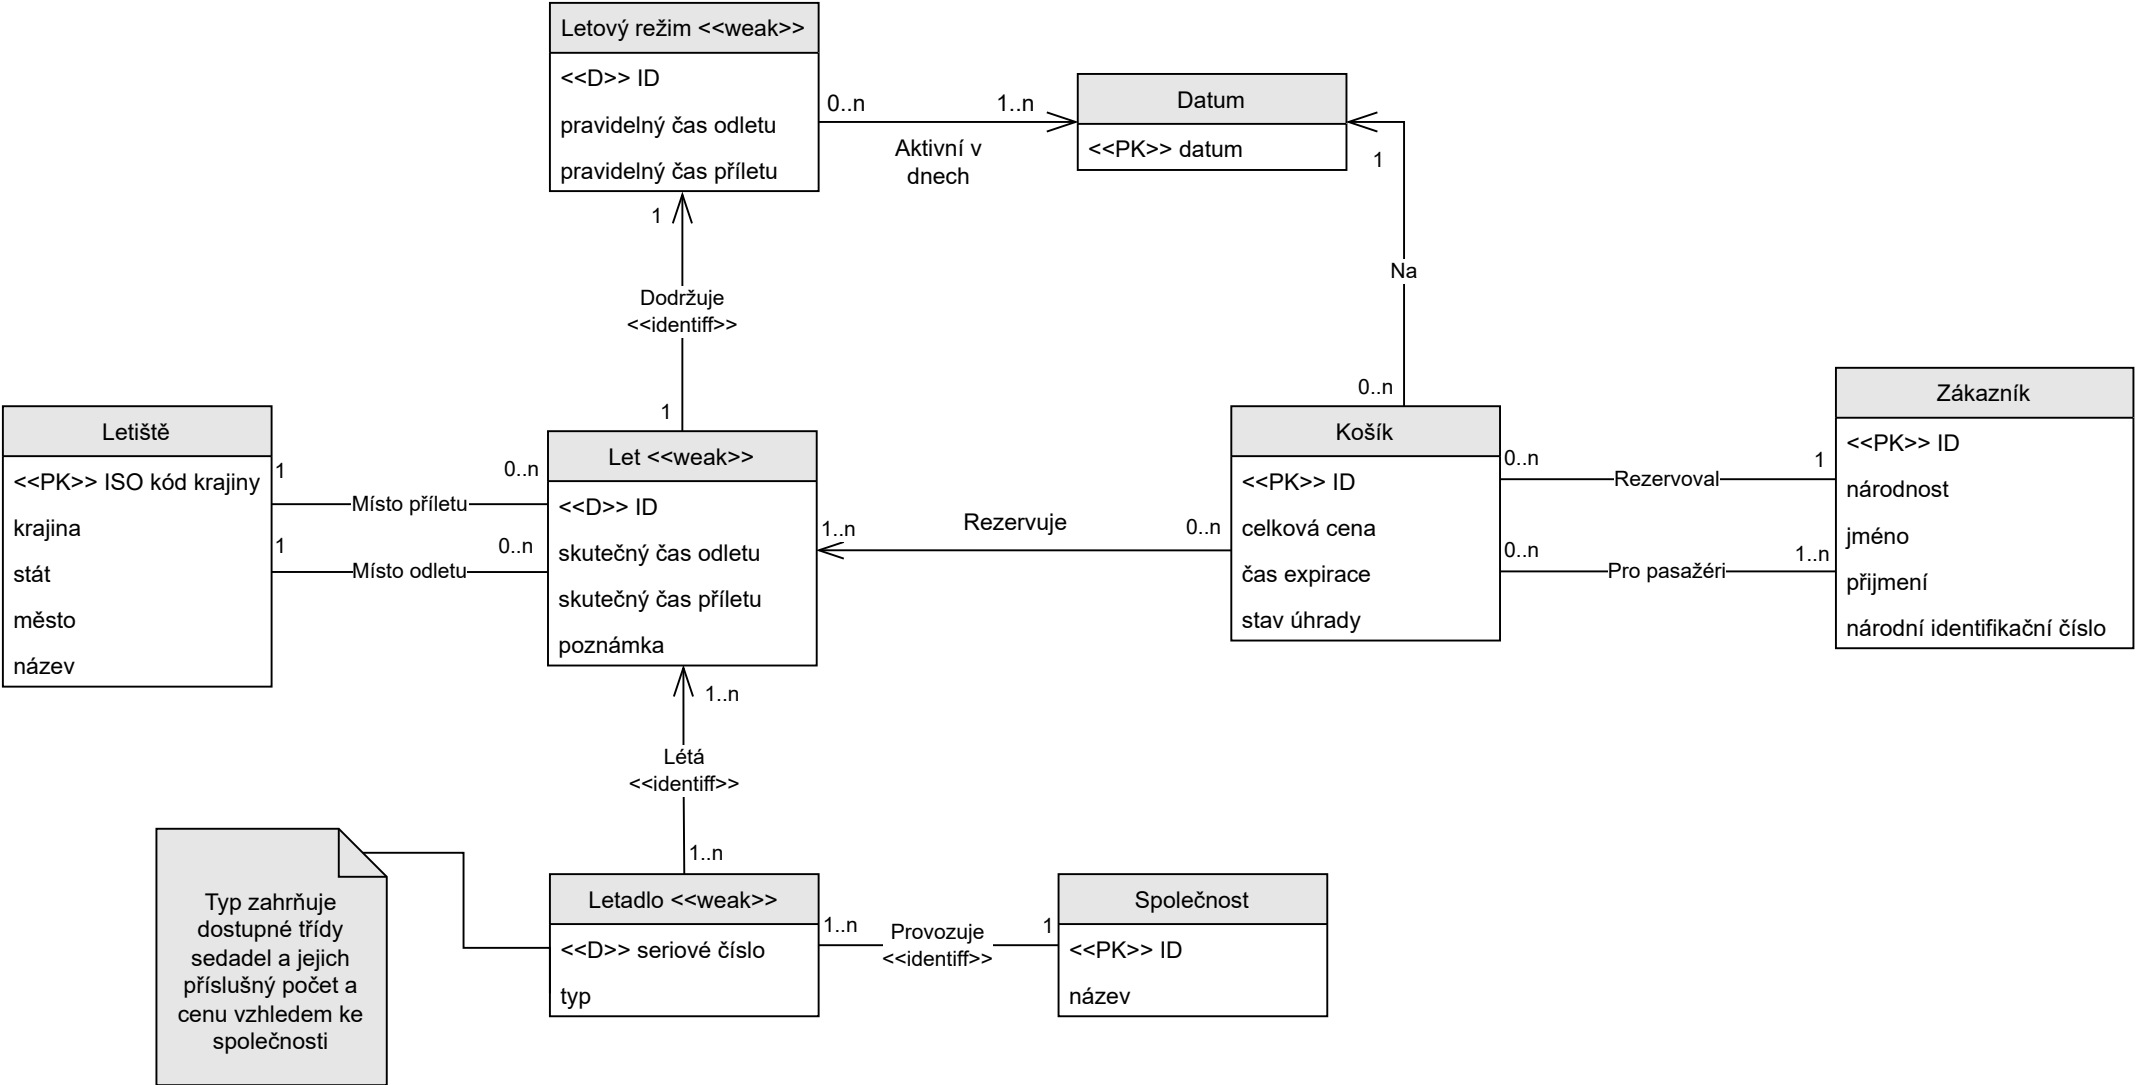 Letový režim <<weak>>
<<D>> ID
pravidelný čas odletu
pravidelný čas příletu
0..n
1..n
Aktivní v
dnech
Datum
<<PK>> datum
1
Na
0..n
1
Dodržuje
<<identiff>>
1
Letiště
<<PK>> ISO kód krajiny
krajina
stát
město
název
1
0..n
Místo příletu
1
0..n
Místo odletu
Let <<weak>>
<<D>> ID
skutečný čas odletu
skutečný čas příletu
poznámka
1..n
Rezervuje
0..n
Košík
<<PK>> ID
celková cena
čas expirace
stav úhrady
0..n
Rezervoval
1
0..n
Pro pasažéri
1..n
Zákazník
<<PK>> ID
národnost
jméno
přijmení
národní identifikační číslo
1..n
Létá
<<identiff>>
1..n
Typ zahrňuje
dostupné třídy
sedadel a jejich
příslušný počet a
cenu vzhledem ke
společnosti
Letadlo <<weak>>
<<D>> seriové číslo
typ
1..n
Provozuje
<<identiff>>
1
Společnost
<<PK>> ID
název